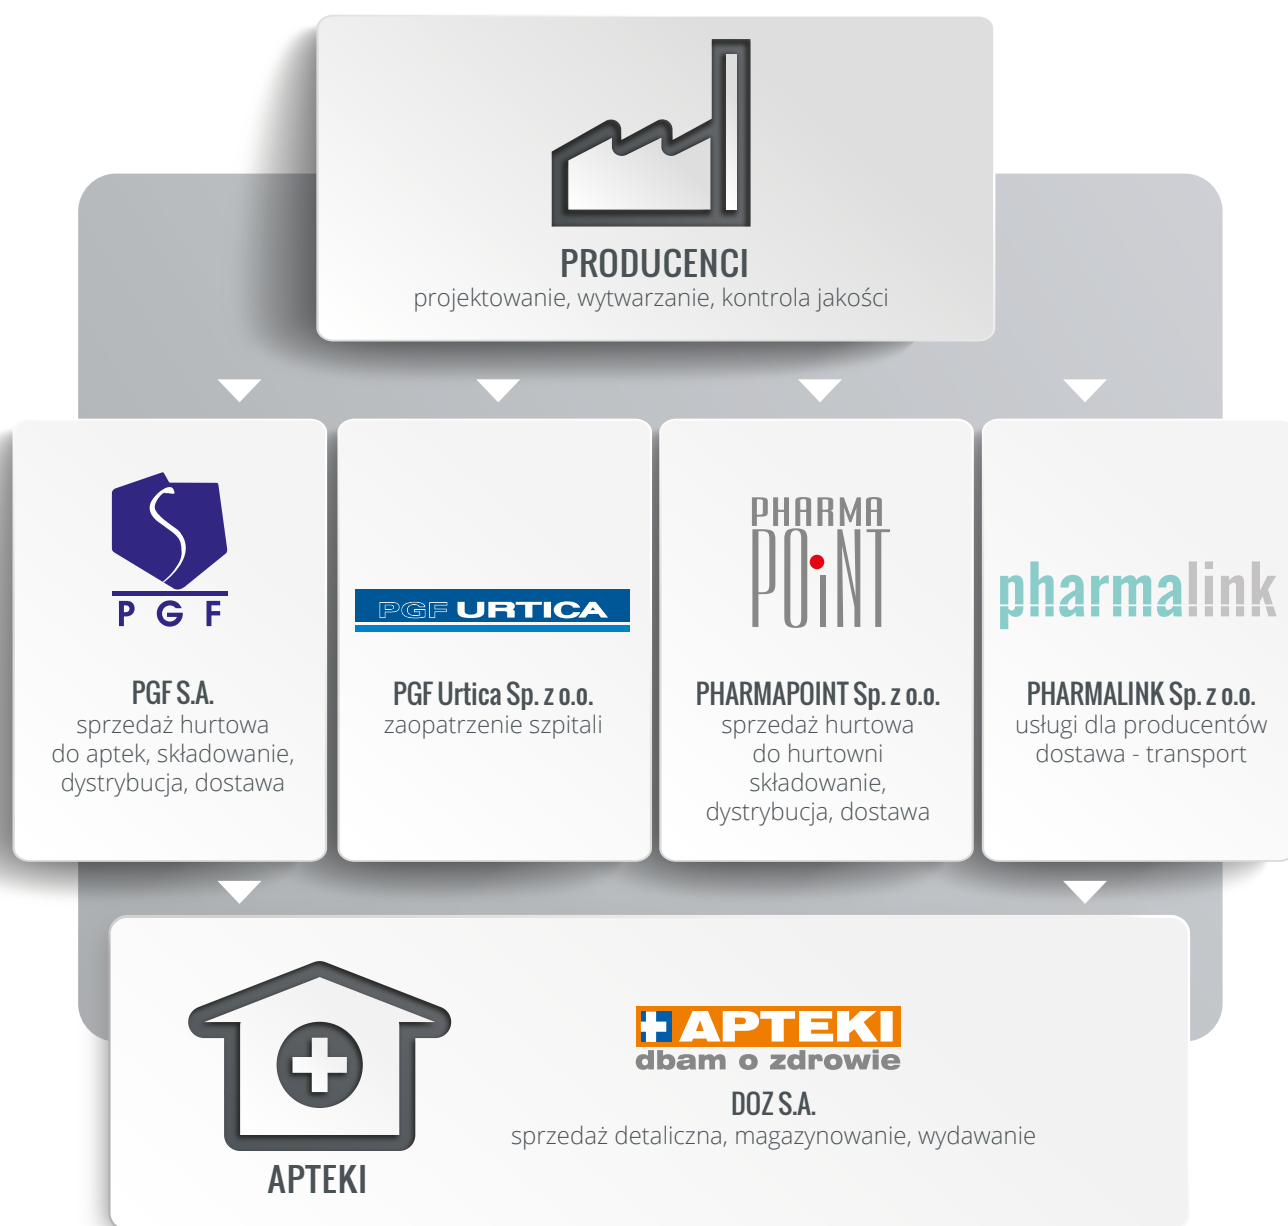 PRODUCENCI
projektowanie, wytwarzanie, kontrola jakości
PGF
PGF S.A.
sprzedaż hurtowa
do aptek, składowanie,
dystrybucja, dostawa
PGF URTICA
PGF Urtica Sp. z o.o.
zaopatrzenie szpitali
PHARMA
POiNT
PHARMAPOINT Sp. z o.o.
sprzedaż hurtowa
do hurtowni
składowanie,
dystrybucja, dostawa
pharmalink
PHARMALINK Sp. z o.o.
usługi dla producentów
dostawa - transport
APTEKI
APTEKI
dbam o zdrowie
DOZ S.A.
sprzedaż detaliczna, magazynowanie, wydawanie